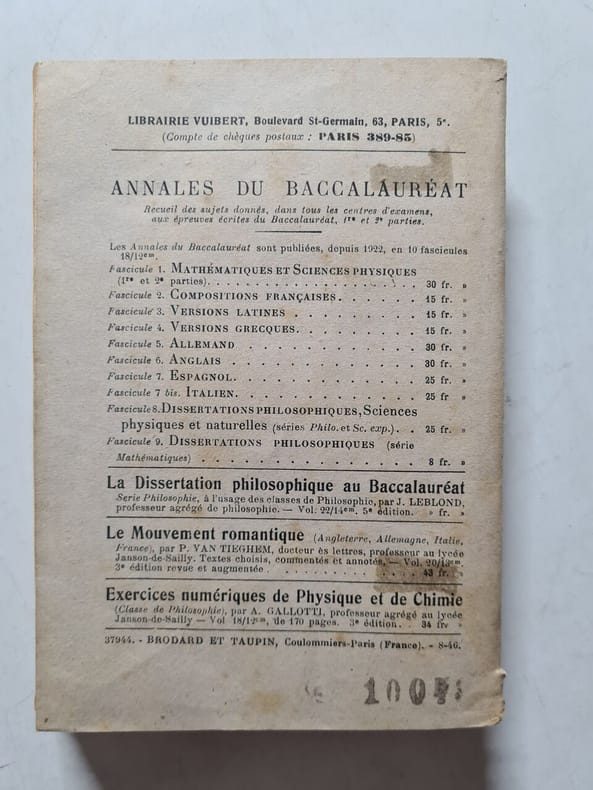 LIBRAIRIE VUIBERT, Boulevard St-Germain, 63, PARIS, 5e.
(Compte de chèques postaux : PARIS 389-85)
ANNALES DU BACCALAURÉAT
Recueil des sujets donnés, dans tous les centres d'examens,
aux épreuves écrites du Baccalauréat, 1re et 2e parties.
Les Annales du Baccalauréat sont publiées, depuis 1922, en 10 fascicules
18/12cm.
Fascicule 1. MATHÉMATIQUES ET SCIENCES PHYSIQUES
(1re et 2e parties). . . . . . . . . . . . . . . . . . 30 fr. »
Fascicule 2. COMPOSITIONS FRANÇAISES. . . . . . . 15 fr. »
Fascicule 3. VERSIONS LATINES . . . . . . . . . . 15 fr. »
Fascicule 4. VERSIONS GRECQUES. . . . . . . . . . 15 fr. »
Fascicule 5. ALLEMAND . . . . . . . . . . . . . 30 fr. »
Fascicule 6. ANGLAIS . . . . . . . . . . . . . 30 fr. »
Fascicule 7. ESPAGNOL. . . . . . . . . . . . . 25 fr. »
Fascicule 7 bis. ITALIEN. . . . . . . . . . . . . 25 fr »
Fascicule 8. DISSERTATIONS PHILOSOPHIQUES, Sciences
physiques et naturelles (séries Philo. et Sc. exp.). . 25 fr. »
Fascicule 9. DISSERTATIONS PHILOSOPHIQUES (série
Mathématiques) . . . . . . . . . . . . . . . 8 fr. »
La Dissertation philosophique au Baccalauréat
Serie Philosophie, à l'usage des classes de Philosophie, par J. LEBLOND,
professeur agrégé de philosophie. — Vol. 22/14cm. 5e édition. » fr. »
Le Mouvement romantique (Angleterre, Allemagne, Italie,
France), par P. VAN TIEGHEM, docteur ès lettres, professeur au lycée
Janson-de-Sailly. Textes choisis, commentés et annotés, — Vol. 20/13cm.
3e édition revue et augmentée . . . . . . . . . . . . 43 fr. »
Exercices numériques de Physique et de Chimie
(Classe de Philosophie), par A. GALLOTTI, professeur agrégé au lycée
Janson-de-Sailly — Vol 18/12cm, de 170 pages. 3e édition. . 34 fr. »
37944. - BRODARD ET TAUPIN, Coulommiers-Paris (France). - 8-46.